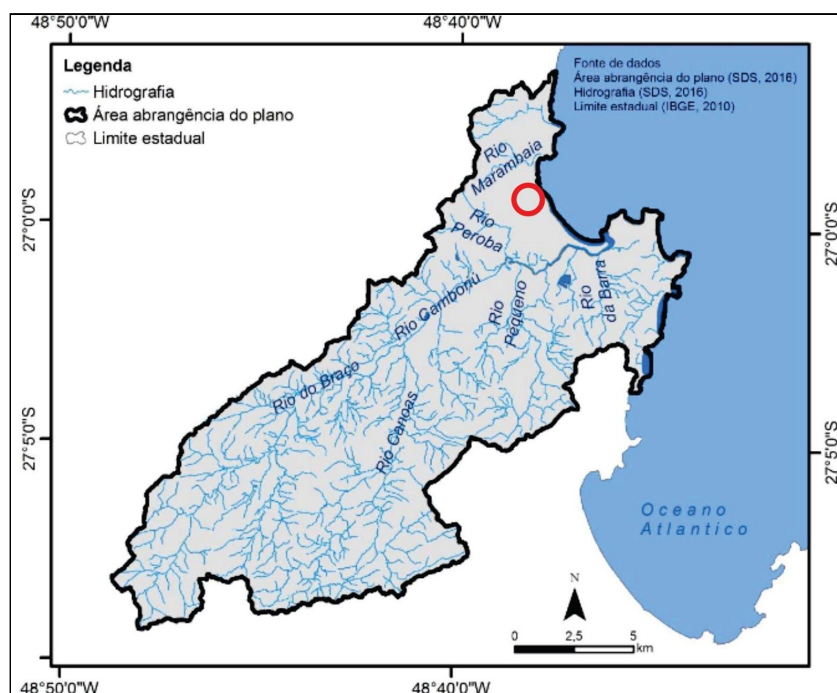 48°50'0"W
48°40'0"W
Legenda
Hidrografia
Área abrangência do plano
Limite estadual
Fonte de dados
Área abrangência do plano (SDS, 2016)
Hidrografia (SDS, 2016)
Limite estadual (IBGE, 2010)
Rio
Marambaia
27°0'0"S
27°0'0"S
Rio
Peroba
Rio Camboriú
Rio
Pequeno
Rio
da Barra
Rio do Braço
Rio Canoas
27°5'0"S
27°5'0"S
Oceano
Atlantico
N
0 2,5 5
km
48°50'0"W
48°40'0"W